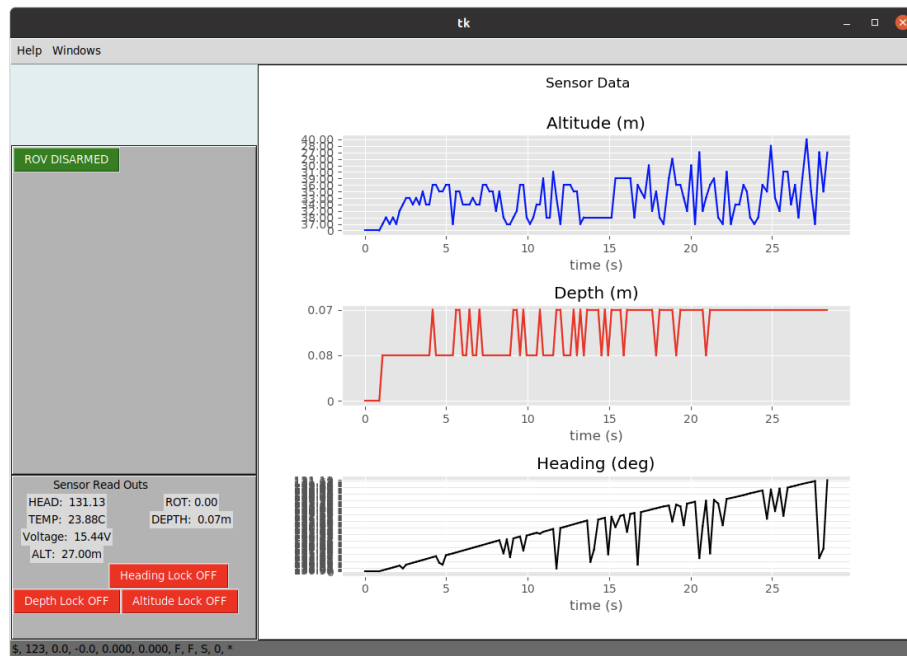 tk
Help Windows
ROV DISARMED
Sensor Read Outs
HEAD: 131.13 ROT: 0.00
TEMP: 23.88C DEPTH: 0.07m
Voltage: 15.44V
ALT: 27.00m
Heading Lock OFF
Depth Lock OFF Altitude Lock OFF
$, 123, 0.0, -0.0, 0.000, 0.000, F, F, S, 0, *
Sensor Data
Altitude (m)
40.00
28.00
29.00
30.00
31.00
39.00
36.00
35.00
34.00
37.00
0
0 5 10 15 20 25
time (s)
Depth (m)
0.07
0.08
0
0 5 10 15 20 25
time (s)
Heading (deg)
0 5 10 15 20 25
time (s)